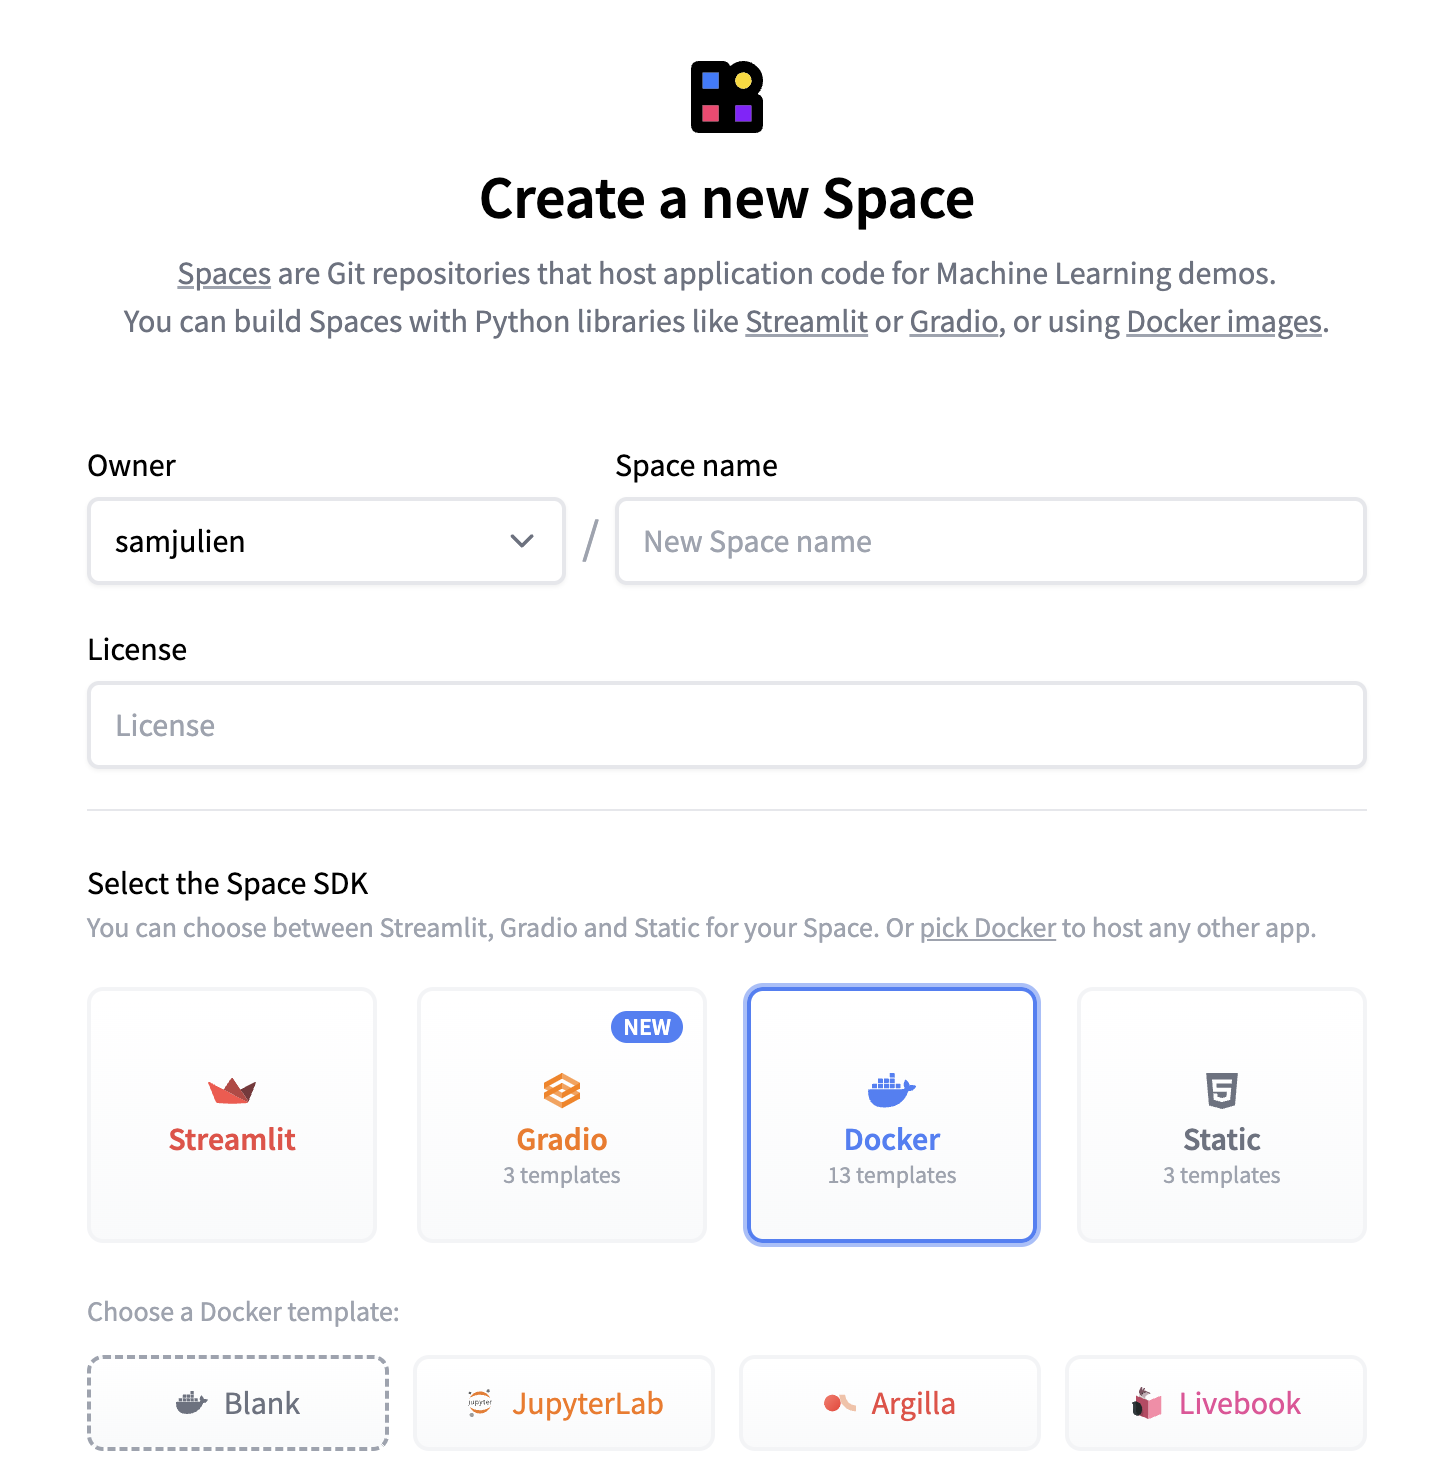 Create a new Space
Spaces are Git repositories that host application code for Machine Learning demos.
You can build Spaces with Python libraries like Streamlit or Gradio, or using Docker images.
Owner
Space name
samjulien
/
New Space name
License
License
Select the Space SDK
You can choose between Streamlit, Gradio and Static for your Space. Or pick Docker to host any other app.
Streamlit
NEW
Gradio
3 templates
Docker
13 templates
Static
3 templates
Choose a Docker template:
Blank
jupyter
JupyterLab
Argilla
Livebook